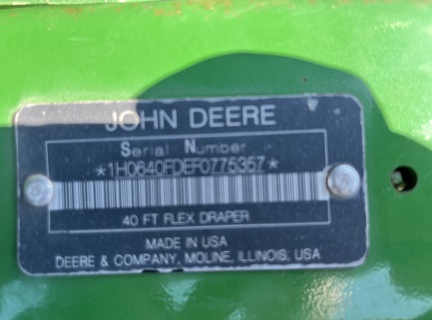 JOHN DEERE
Serial Number
*1H0640FDEF0775357*
40 FT FLEX DRAPER
MADE IN USA
DEERE & COMPANY, MOLINE, ILLINOIS, USA